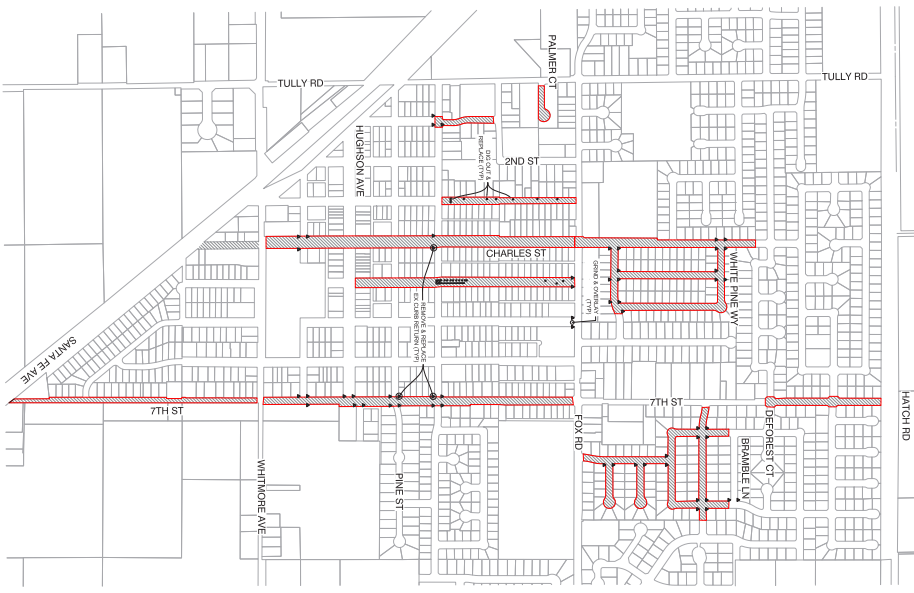 PALMER CT
TULLY RD
TULLY RD
HUGHSON AVE
DIG OUT &
REPLACE (TYP)
2ND ST
CHARLES ST
WHITE PINE WY
GRIND & OVERLAY
(TYP)
REMOVE & REPLACE
EX. CURB RETURN (TYP)
SANTA FE AVE
7TH ST
7TH ST
FOX RD
DEFOREST CT
HATCH RD
BRAMBLE LN
WHITMORE AVE
PINE ST